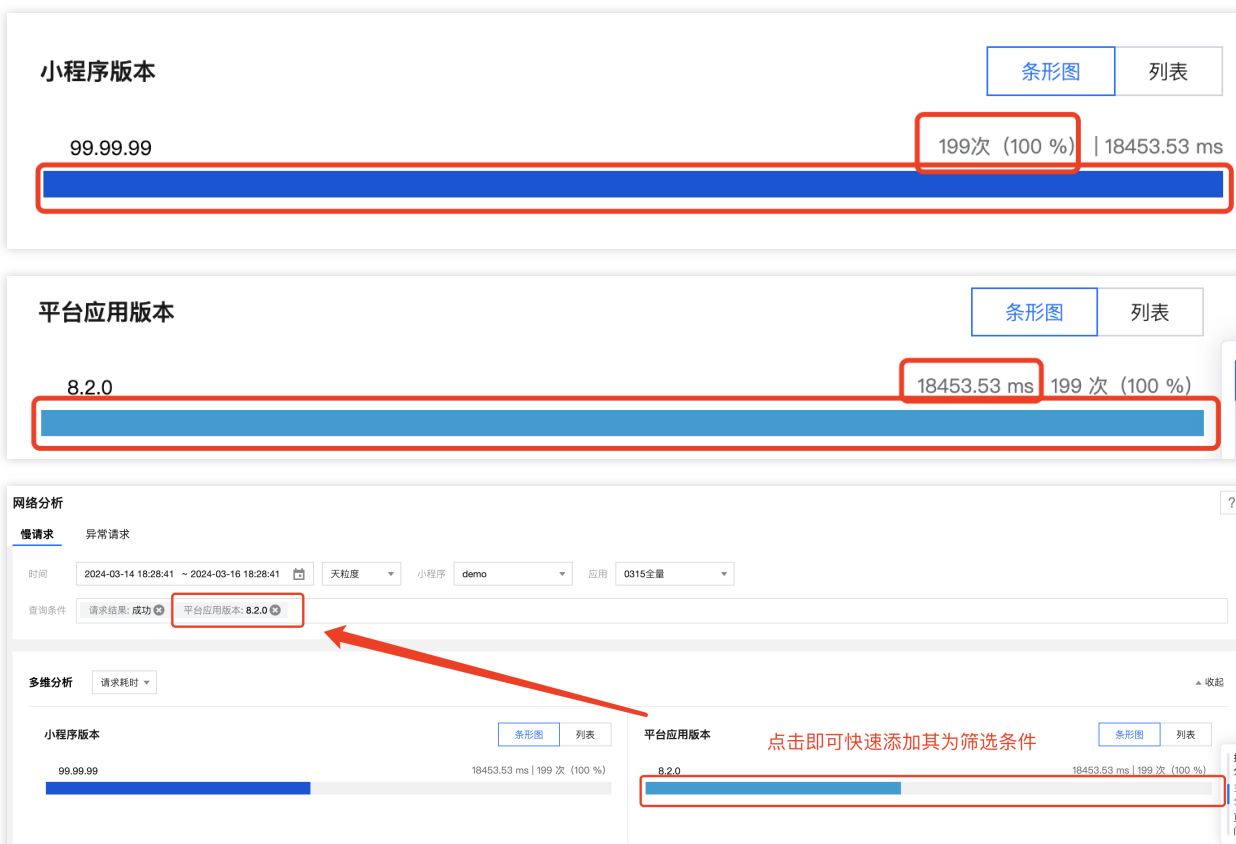 小程序版本
条形图 列表
99.99.99 199次（100 %） | 18453.53 ms
平台应用版本
条形图 列表
8.2.0 18453.53 ms 199 次（100 %）
网络分析 ?
慢请求 异常请求
时间 2024-03-14 18:28:41 ~ 2024-03-16 18:28:41 天粒度 小程序 demo 应用 0315全量
查询条件 请求结果: 成功 平台应用版本: 8.2.0
多维分析 请求耗时 收起
小程序版本 条形图 列表 平台应用版本 点击即可快速添加其为筛选条件 条形图 列表
99.99.99 18453.53 ms | 199 次（100 %） 8.2.0 18453.53 ms | 199 次（100 %）